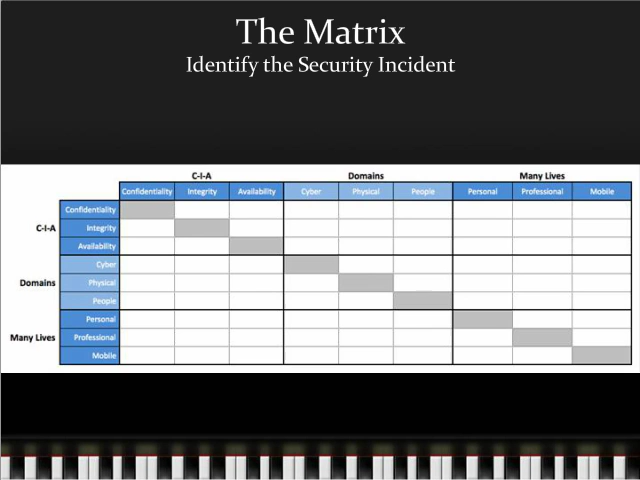 The Matrix
Identify the Security Incident
C-I-A Domains Many Lives
Confidentiality Integrity Availability Cyber Physical People Personal Professional Mobile
Confidentiality
C-I-A Integrity
Availability
Cyber
Domains Physical
People
Personal
Many Lives Professional
Mobile